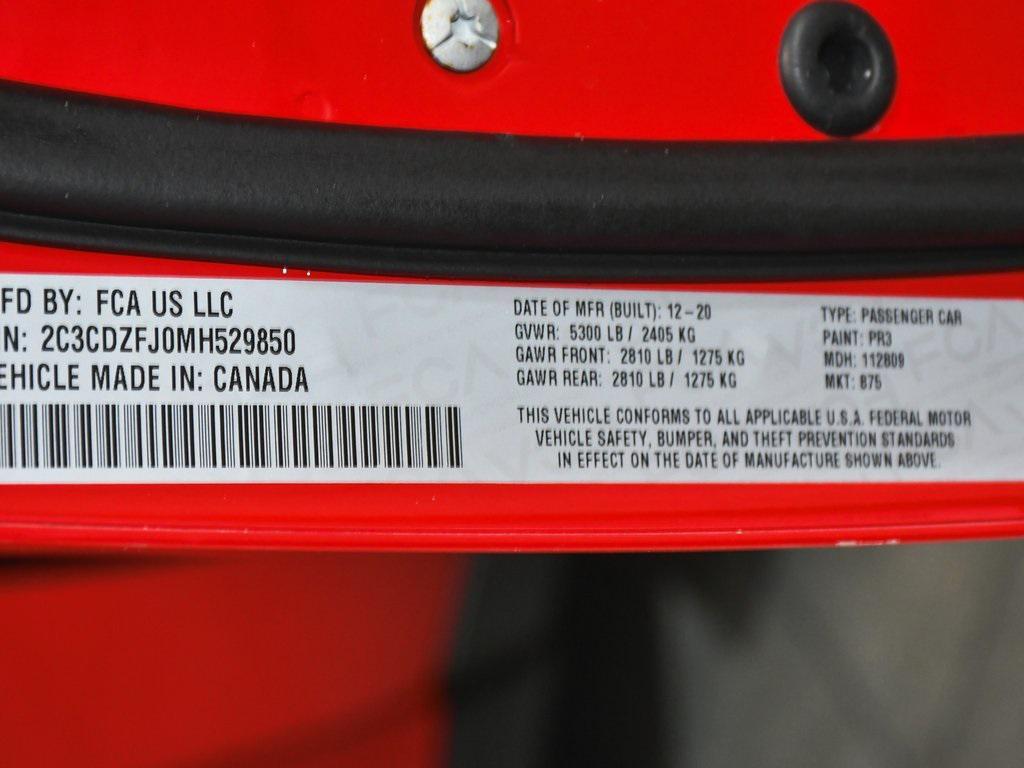 FD BY: FCA US LLC
IN: 2C3CDZFJ0MH529850
EHICLE MADE IN: CANADA
DATE OF MFR (BUILT): 12-20
GVWR: 5300 LB / 2405 KG
GAWR FRONT: 2810 LB / 1275 KG
GAWR REAR: 2810 LB / 1275 KG
TYPE: PASSENGER CAR
PAINT: PR3
MDH: 112809
MKT: B75
THIS VEHICLE CONFORMS TO ALL APPLICABLE U.S.A. FEDERAL MOTOR
VEHICLE SAFETY, BUMPER, AND THEFT PREVENTION STANDARDS
IN EFFECT ON THE DATE OF MANUFACTURE SHOWN ABOVE.